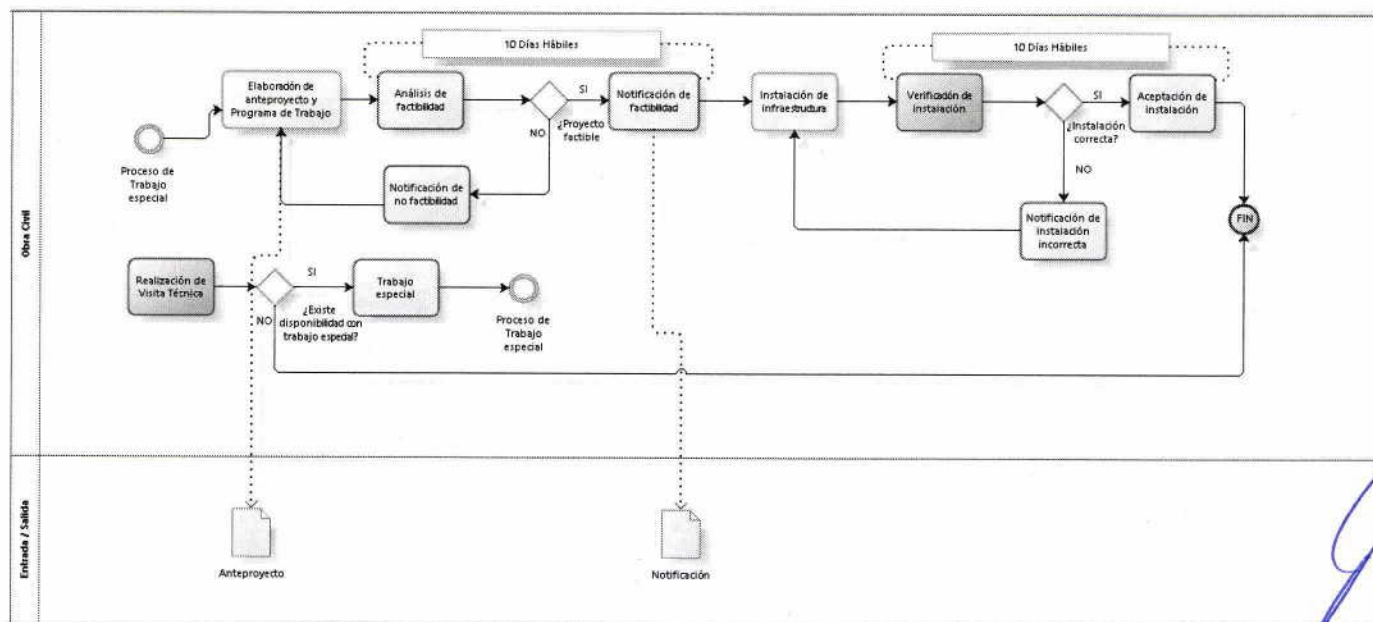 10 Días Hábiles
10 Días Hábiles
Elaboración de
anteproyecto y
Programa de Trabajo
Análisis de
factibilidad
SI
¿Proyecto
factible
NO
Notificación de
factibilidad
Instalación de
infraestructura
Verificación de
instalación
SI
¿Instalación
correcta?
NO
Aceptación de
instalación
Proceso de
Trabajo
especial
Notificación de
no factibilidad
Notificación de
instalación
incorrecta
FIN
Obra Civil
Realización de
Visita Técnica
SI
NO
¿Existe
disponibilidad con
trabajo especial?
Trabajo
especial
Proceso de
Trabajo
especial
Entrada / Salida
Anteproyecto
Notificación